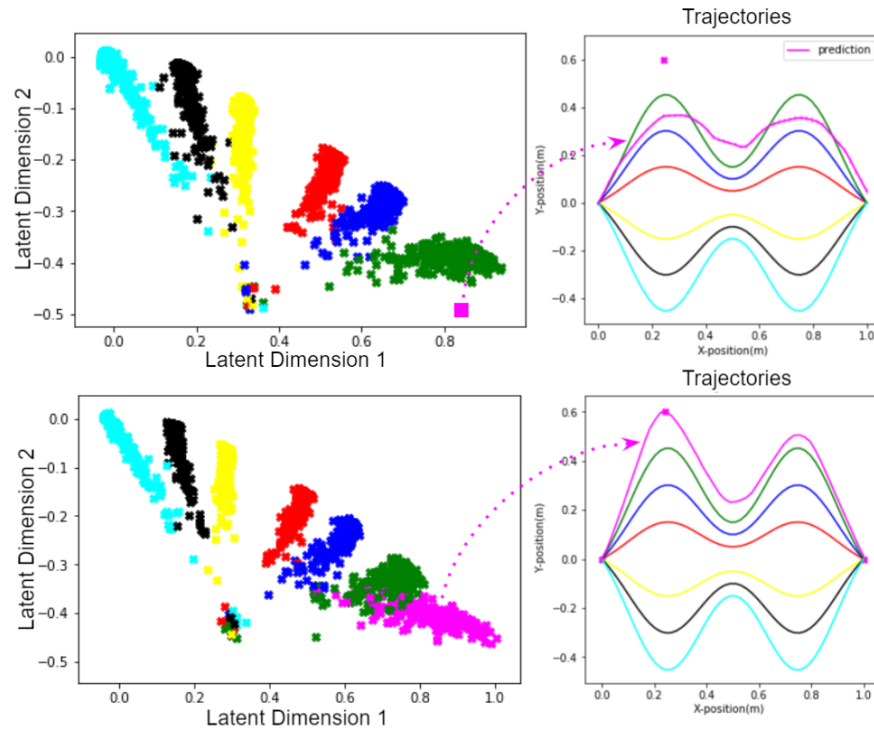 Trajectories
prediction
0.6
0.4
0.2
0.0
−0.2
−0.4
Y-position(m)
0.0 0.2 0.4 0.6 0.8 1.0
X-position(m)
0.0
−0.1
−0.2
−0.3
−0.4
−0.5
Latent Dimension 2
0.0 0.2 0.4 0.6 0.8
Latent Dimension 1
Trajectories
0.6
0.4
0.2
0.0
−0.2
−0.4
Y-position(m)
0.0 0.2 0.4 0.6 0.8 1.0
X-position(m)
0.0
−0.1
−0.2
−0.3
−0.4
−0.5
Latent Dimension 2
0.0 0.2 0.4 0.6 0.8 1.0
Latent Dimension 1